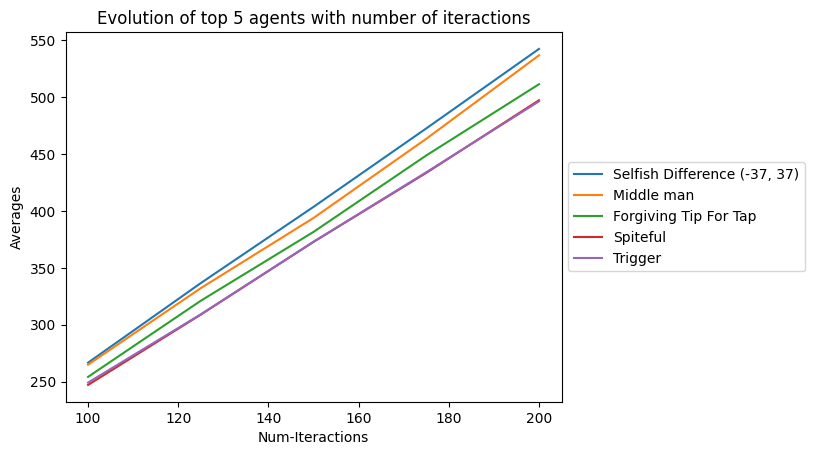 Evolution of top 5 agents with number of iteractions
550
500
450
400
350
300
250
Averages
100 120 140 160 180 200
Num-Iteractions
Selfish Difference (-37, 37)
Middle man
Forgiving Tip For Tap
Spiteful
Trigger